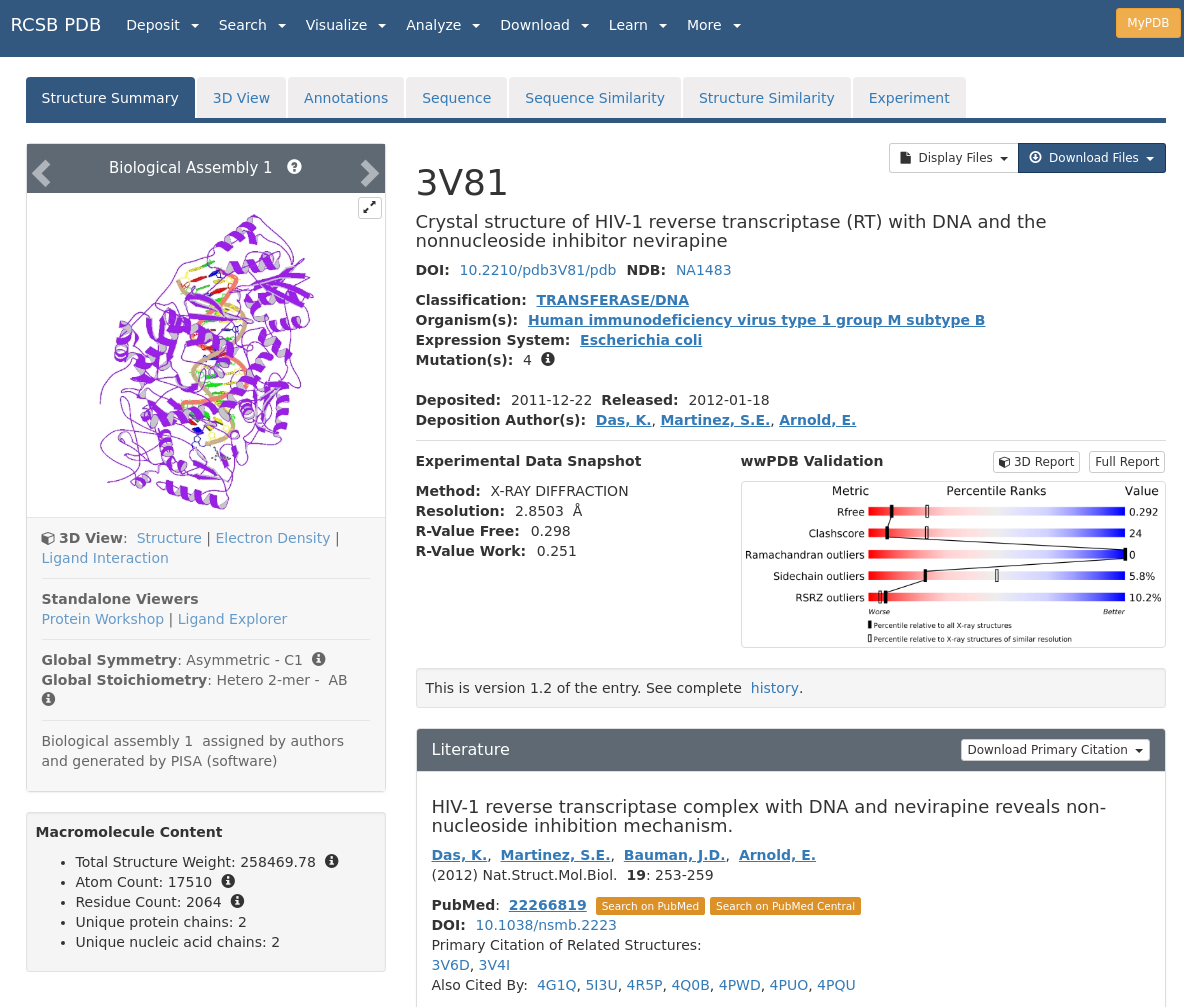 RCSB PDB Deposit Search Visualize Analyze Download Learn More MyPDB
Structure Summary 3D View Annotations Sequence Sequence Similarity Structure Similarity Experiment
Biological Assembly 1
3D View: Structure | Electron Density |
Ligand Interaction
Standalone Viewers
Protein Workshop | Ligand Explorer
Global Symmetry: Asymmetric - C1
Global Stoichiometry: Hetero 2-mer - AB
Biological assembly 1 assigned by authors
and generated by PISA (software)
Macromolecule Content
• Total Structure Weight: 258469.78
• Atom Count: 17510
• Residue Count: 2064
• Unique protein chains: 2
• Unique nucleic acid chains: 2
Display Files Download Files
3V81
Crystal structure of HIV-1 reverse transcriptase (RT) with DNA and the
nonnucleoside inhibitor nevirapine
DOI: 10.2210/pdb3V81/pdb NDB: NA1483
Classification: TRANSFERASE/DNA
Organism(s): Human immunodeficiency virus type 1 group M subtype B
Expression System: Escherichia coli
Mutation(s): 4
Deposited: 2011-12-22 Released: 2012-01-18
Deposition Author(s): Das, K., Martinez, S.E., Arnold, E.
Experimental Data Snapshot
Method: X-RAY DIFFRACTION
Resolution: 2.8503 Å
R-Value Free: 0.298
R-Value Work: 0.251
wwPDB Validation 3D Report Full Report
Metric Percentile Ranks Value
Rfree 0.292
Clashscore 24
Ramachandran outliers 0
Sidechain outliers 5.8%
RSRZ outliers 10.2%
Worse Better
Percentile relative to all X-ray structures
Percentile relative to X-ray structures of similar resolution
This is version 1.2 of the entry. See complete history.
Literature Download Primary Citation
HIV-1 reverse transcriptase complex with DNA and nevirapine reveals non-
nucleoside inhibition mechanism.
Das, K., Martinez, S.E., Bauman, J.D., Arnold, E.
(2012) Nat.Struct.Mol.Biol. 19: 253-259
PubMed: 22266819 Search on PubMed Search on PubMed Central
DOI: 10.1038/nsmb.2223
Primary Citation of Related Structures:
3V6D, 3V4I
Also Cited By: 4G1Q, 5I3U, 4R5P, 4Q0B, 4PWD, 4PUO, 4PQU